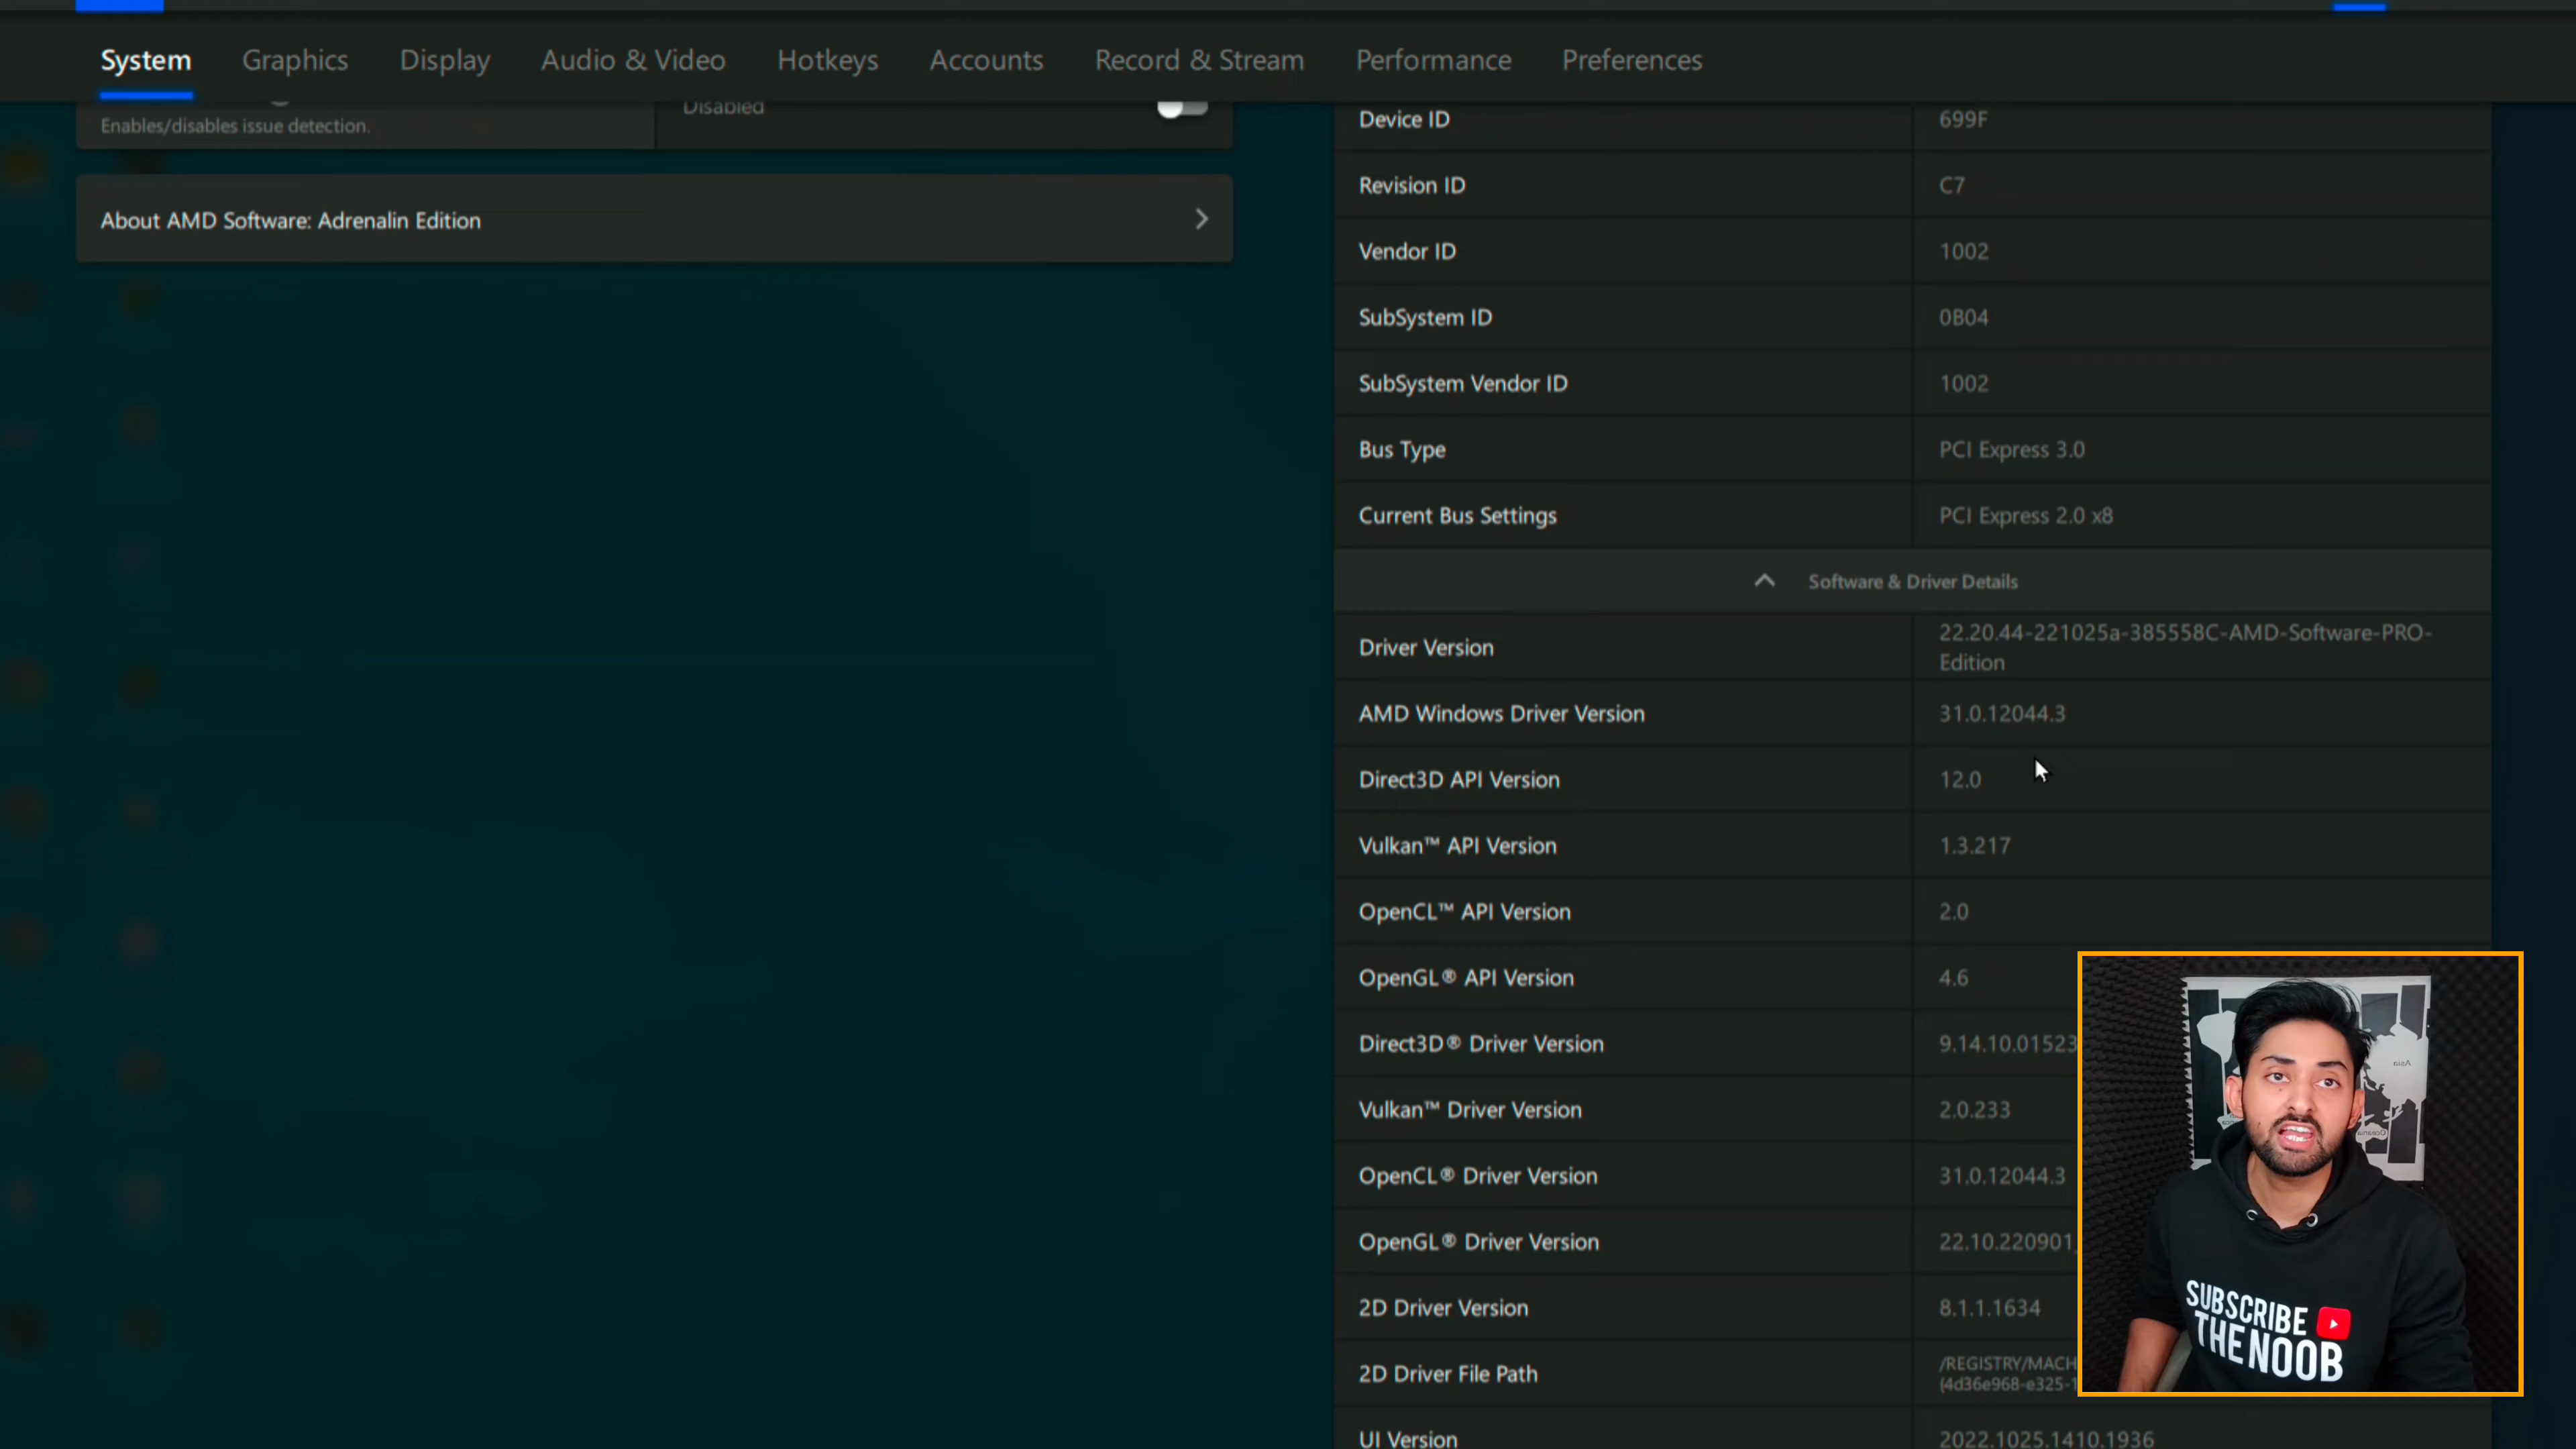 System Graphics Display Audio & Video Hotkeys Accounts Record & Stream Performance Preferences
Disabled
Enables/disables issue detection.
About AMD Software: Adrenalin Edition
Device ID 699F
Revision ID C7
Vendor ID 1002
SubSystem ID 0B04
SubSystem Vendor ID 1002
Bus Type PCI Express 3.0
Current Bus Settings PCI Express 2.0 x8
Software & Driver Details
Driver Version 22.20.44-221025a-385558C-AMD-Software-PRO-
Edition
AMD Windows Driver Version 31.0.12044.3
Direct3D API Version 12.0
Vulkan™ API Version 1.3.217
OpenCL™ API Version 2.0
OpenGL® API Version 4.6
Direct3D® Driver Version 9.14.10.01523
Vulkan™ Driver Version 2.0.233
OpenCL® Driver Version 31.0.12044.3
OpenGL® Driver Version 22.10.220901
2D Driver Version 8.1.1.1634
2D Driver File Path /REGISTRY/MACH
(4d36e968-e325-1
UI Version 2022.1025.1410.1936
Asia
Oceania
SUBSCRIBE
THE NOOB